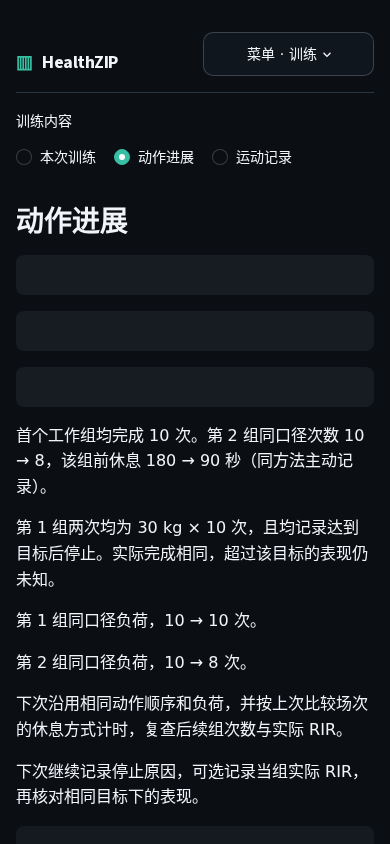 HealthZIP
菜单 · 训练
训练内容
本次训练
动作进展
运动记录
动作进展
首个工作组均完成 10 次。第 2 组同口径次数 10
→ 8，该组前休息 180 → 90 秒（同方法主动记
录）。
第 1 组两次均为 30 kg × 10 次，且均记录达到
目标后停止。实际完成相同，超过该目标的表现仍
未知。
第 1 组同口径负荷，10 → 10 次。
第 2 组同口径负荷，10 → 8 次。
下次沿用相同动作顺序和负荷，并按上次比较场次
的休息方式计时，复查后续组次数与实际 RIR。
下次继续记录停止原因，可选记录当组实际 RIR，
再核对相同目标下的表现。